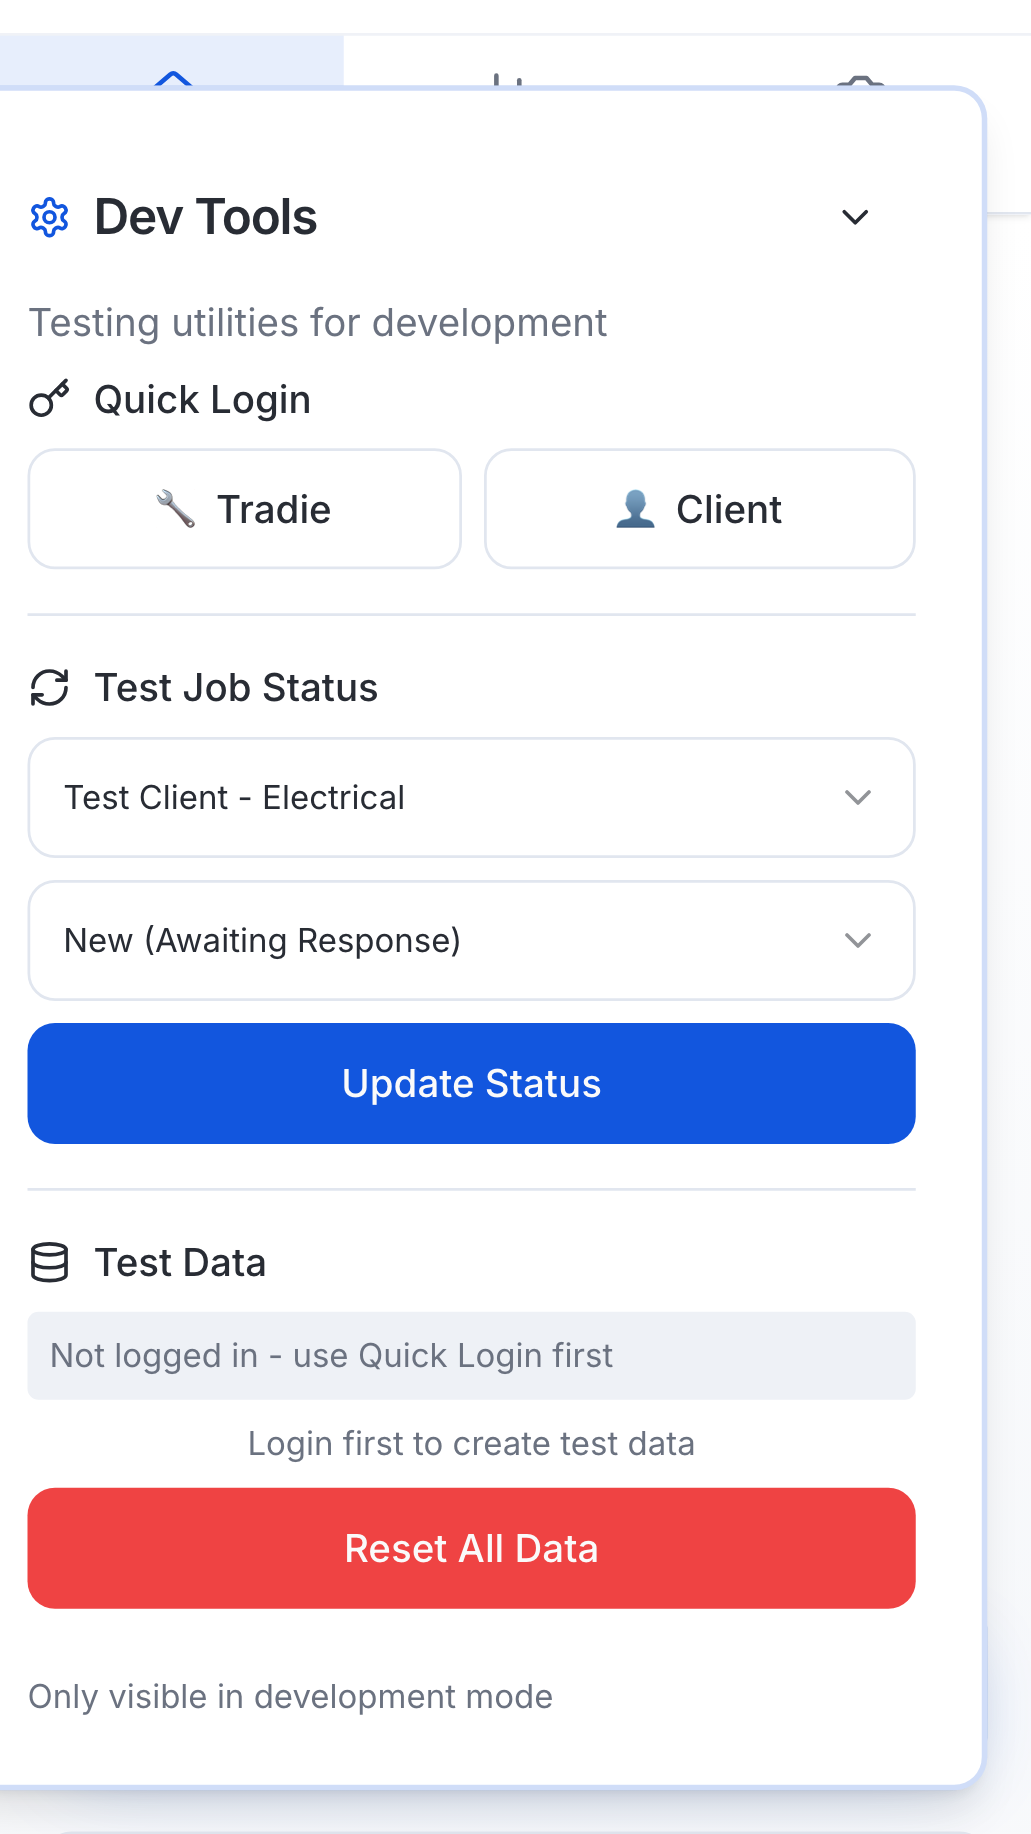 Dev Tools
Testing utilities for development
Quick Login
Tradie
Client
Test Job Status
Test Client - Electrical
New (Awaiting Response)
Update Status
Test Data
Not logged in - use Quick Login first
Login first to create test data
Reset All Data
Only visible in development mode